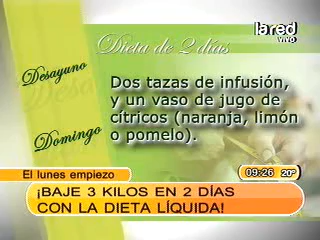 Dieta de 2 días
la red
VIVO
Desayuno
Dos tazas de infusión,
y un vaso de jugo de
cítricos (naranja, limón
o pomelo).
Domingo
El lunes empiezo
09:26 20º
¡BAJE 3 KILOS EN 2 DÍAS
CON LA DIETA LÍQUIDA!